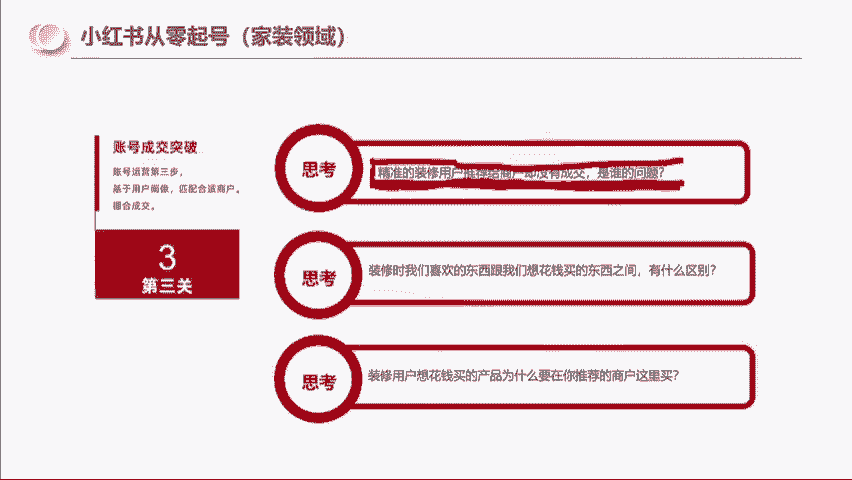 小红书从零起号（家装领域）
账号成交突破
账号运营第三步，
基于用户画像，匹配合适商户。
撮合成交。
3
第三关
思考
精准的装修用户推荐给商户却没有成交，是谁的问题？
思考
装修时我们喜欢的东西跟我们想花钱买的东西之间，有什么区别？
思考
装修用户想花钱买的产品为什么要在你推荐的商户这里买？